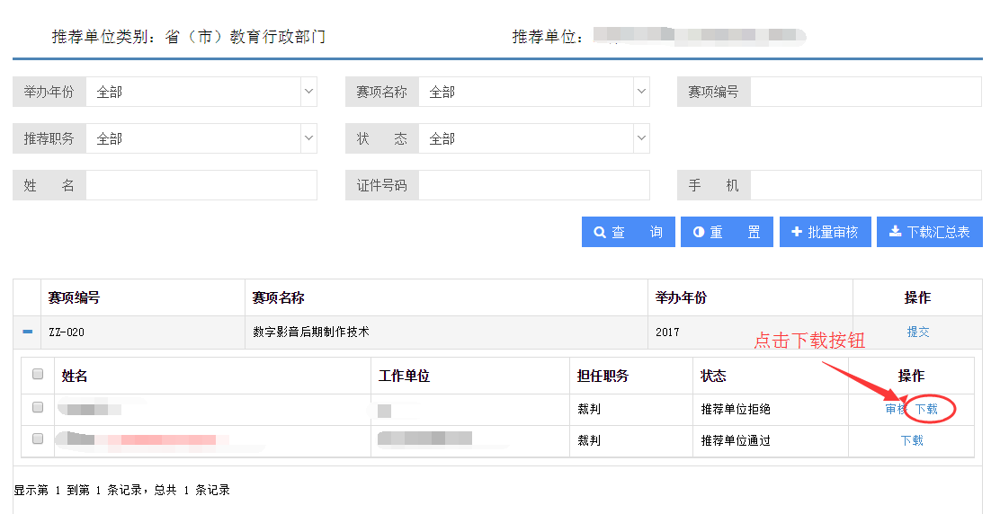 推荐单位类别：省（市）教育行政部门 推荐单位：
举办年份 全部 赛项名称 全部 赛项编号
推荐职务 全部 状 态 全部
姓 名 证件号码 手 机
查 询 重 置 批量审核 下载汇总表
赛项编号 赛项名称 举办年份 操作
ZZ-020 数字影音后期制作技术 2017 提交
点击下载按钮
姓名 工作单位 担任职务 状态 操作
裁判 推荐单位拒绝 审核 下载
裁判 推荐单位通过 下载
显示第 1 到第 1 条记录，总共 1 条记录